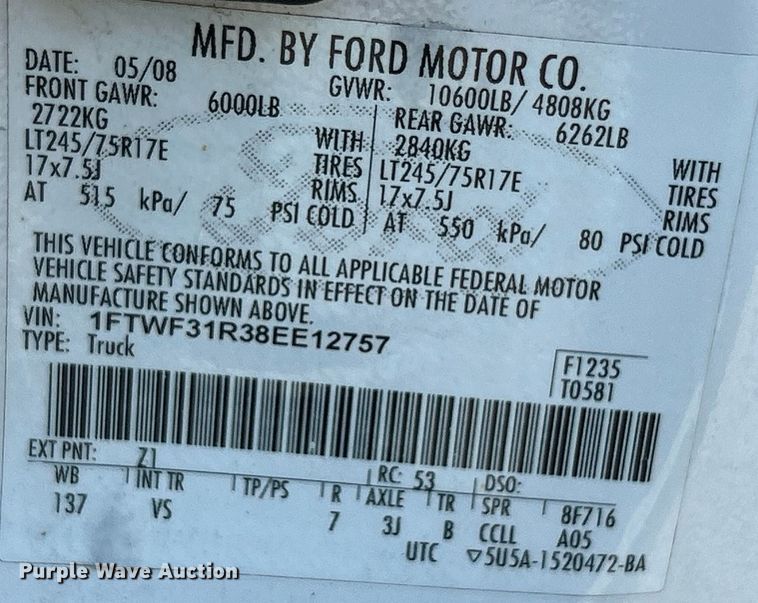 MFD. BY FORD MOTOR CO.
DATE: 05/08 GVWR: 10600LB/ 4808KG
FRONT GAWR: 6000LB REAR GAWR: 6262LB
2722KG WITH 2840KG WITH
LT245/75R17E TIRES LT245/75R17E TIRES
17x7.5J RIMS 17x7.5J RIMS
AT 515 kPa/ 75 PSI COLD AT 550 kPa/ 80 PSI COLD
THIS VEHICLE CONFORMS TO ALL APPLICABLE FEDERAL MOTOR
VEHICLE SAFETY STANDARDS IN EFFECT ON THE DATE OF
MANUFACTURE SHOWN ABOVE.
VIN: 1FTWF31R38EE12757
TYPE: Truck
F1235
T0581
EXT PNT: Z1 RC: 53 DSO:
WB INT TR TP/PS R AXLE TR SPR 8F716
137 VS 7 3J B CCLL A05
UTC ▽5U5A-1520472-BA
Purple Wave Auction